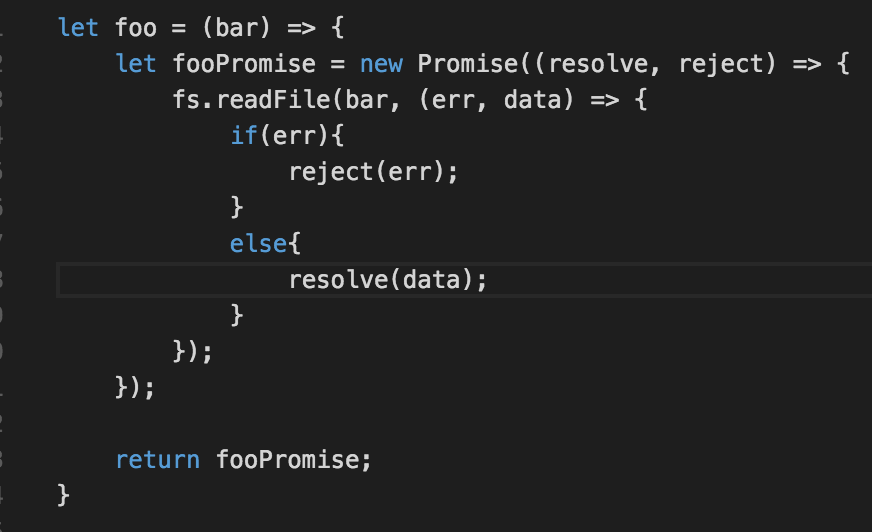 let foo = (bar) => {
let fooPromise = new Promise((resolve, reject) => {
fs.readFile(bar, (err, data) => {
if(err){
reject(err);
}
else{
resolve(data);
}
});
});
return fooPromise;
}